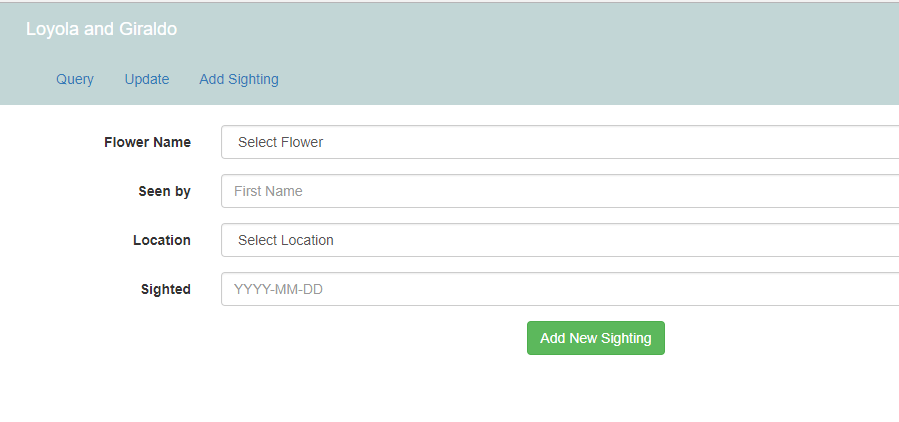 Loyola and Giraldo
Query Update Add Sighting
Flower Name Select Flower
Seen by First Name
Location Select Location
Sighted YYYY-MM-DD
Add New Sighting